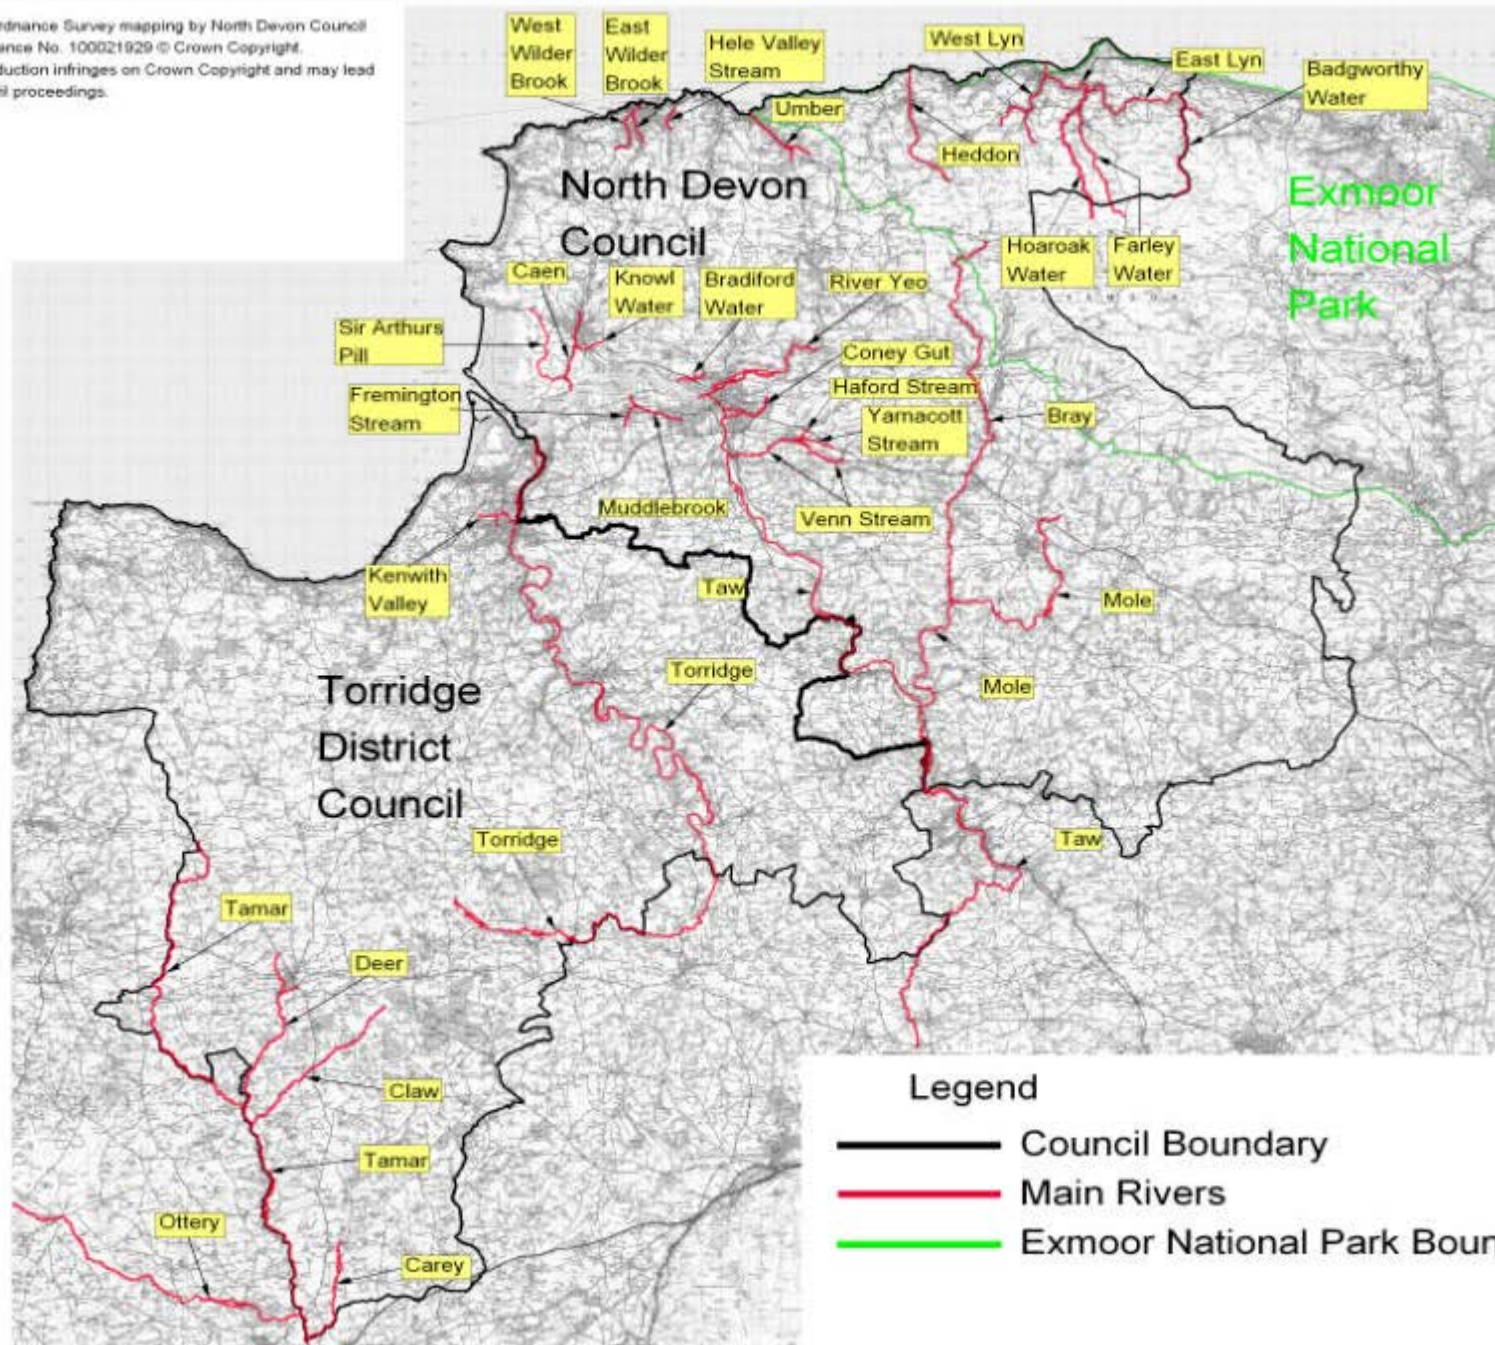 rdnance Survey mapping by North Devon Council
ence No. 100021929 © Crown Copyright.
duction infringes on Crown Copyright and may lead
il proceedings.
West
Wilder
Brook
East
Wilder
Brook
Hele Valley
Stream
Umber
West Lyn
East Lyn
Badgworthy
Water
Heddon
North Devon
Council
Exmoor
National
Park
Hoaroak
Water
Farley
Water
Caen
Knowl
Water
Bradiford
Water
River Yeo
Sir Arthurs
Pill
Coney Gut
Haford Stream
Fremington
Stream
Yarnacott
Stream
Bray
Muddlebrook
Venn Stream
Kenwith
Valley
Taw
Mole
Torridge
Mole
Torridge
District
Council
Torridge
Taw
Tamar
Deer
Claw
Tamar
Ottery
Carey
Legend
Council Boundary
Main Rivers
Exmoor National Park Boun